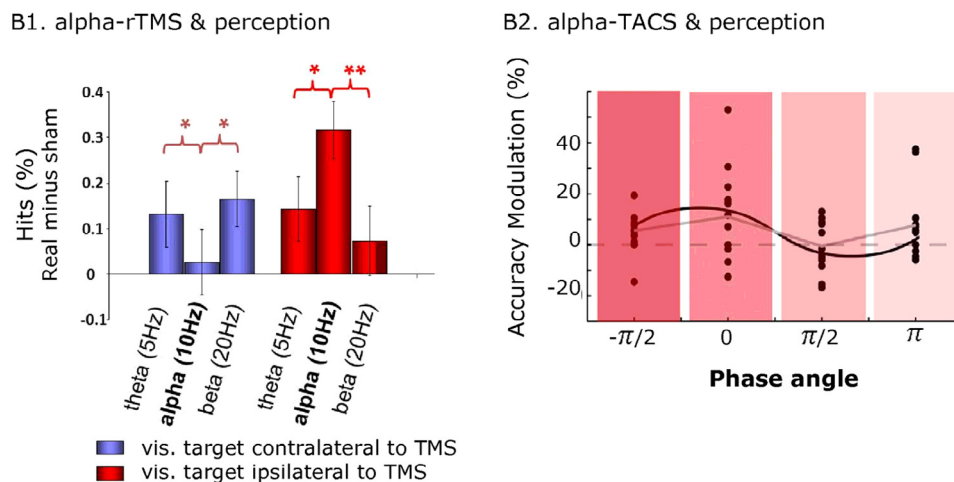 B1. alpha-rTMS & perception
Hits (%)
Real minus sham
0.4
0.3
0.2
0.1
0
-0.1
*
*
*
**
theta (5Hz)
alpha (10Hz)
beta (20Hz)
theta (5Hz)
alpha (10Hz)
beta (20Hz)
vis. target contralateral to TMS
vis. target ipsilateral to TMS
B2. alpha-TACS & perception
Accuracy Modulation (%)
40
20
0
-20
-π/2
0
π/2
π
Phase angle